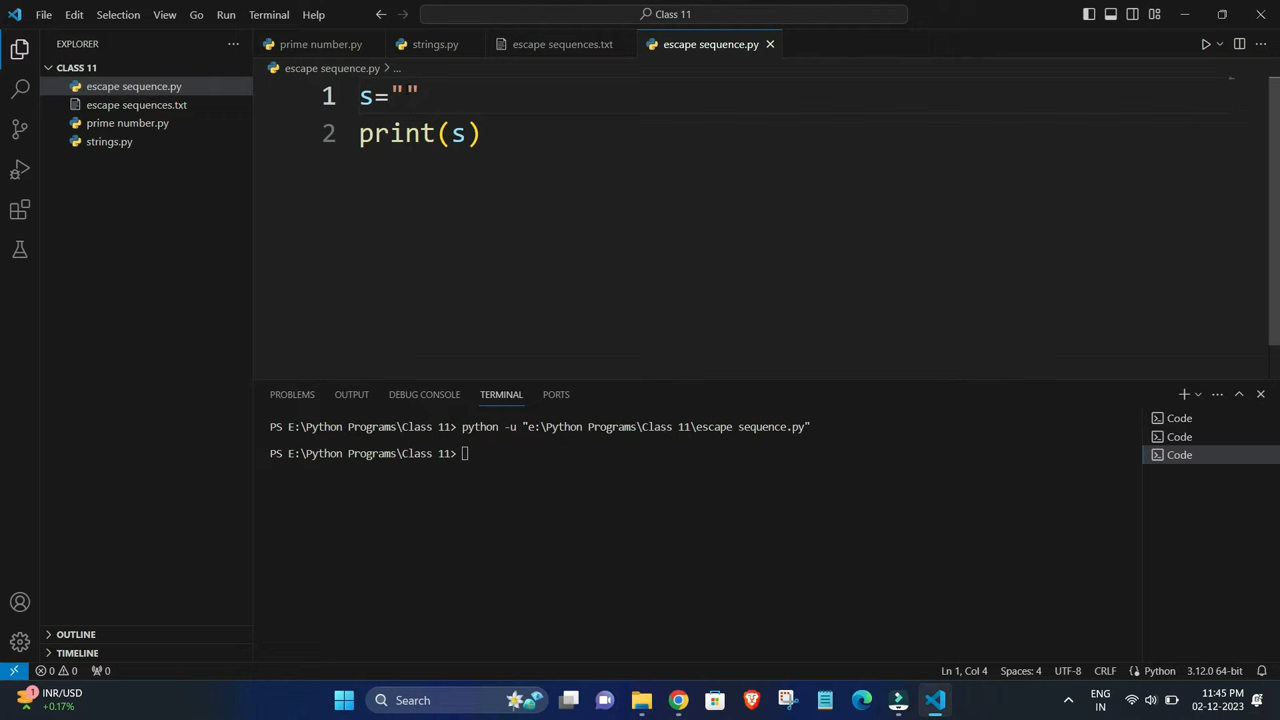 File Edit Selection View Go Run Terminal Help
Class 11
EXPLORER
CLASS 11
escape sequence.py
escape sequences.txt
prime number.py
strings.py
OUTLINE
TIMELINE
prime number.py strings.py escape sequences.txt escape sequence.py
escape sequence.py > ...
1 s=""
2 print(s)
PROBLEMS OUTPUT DEBUG CONSOLE TERMINAL PORTS
PS E:\Python Programs\Class 11> python -u "e:\Python Programs\Class 11\escape sequence.py"
PS E:\Python Programs\Class 11>
Code
Code
Code
0 0 0 Ln 1, Col 4 Spaces: 4 UTF-8 CRLF Python 3.12.0 64-bit
1
INR/USD
+0.17%
Search
ENG
IN
11:45 PM
02-12-2023